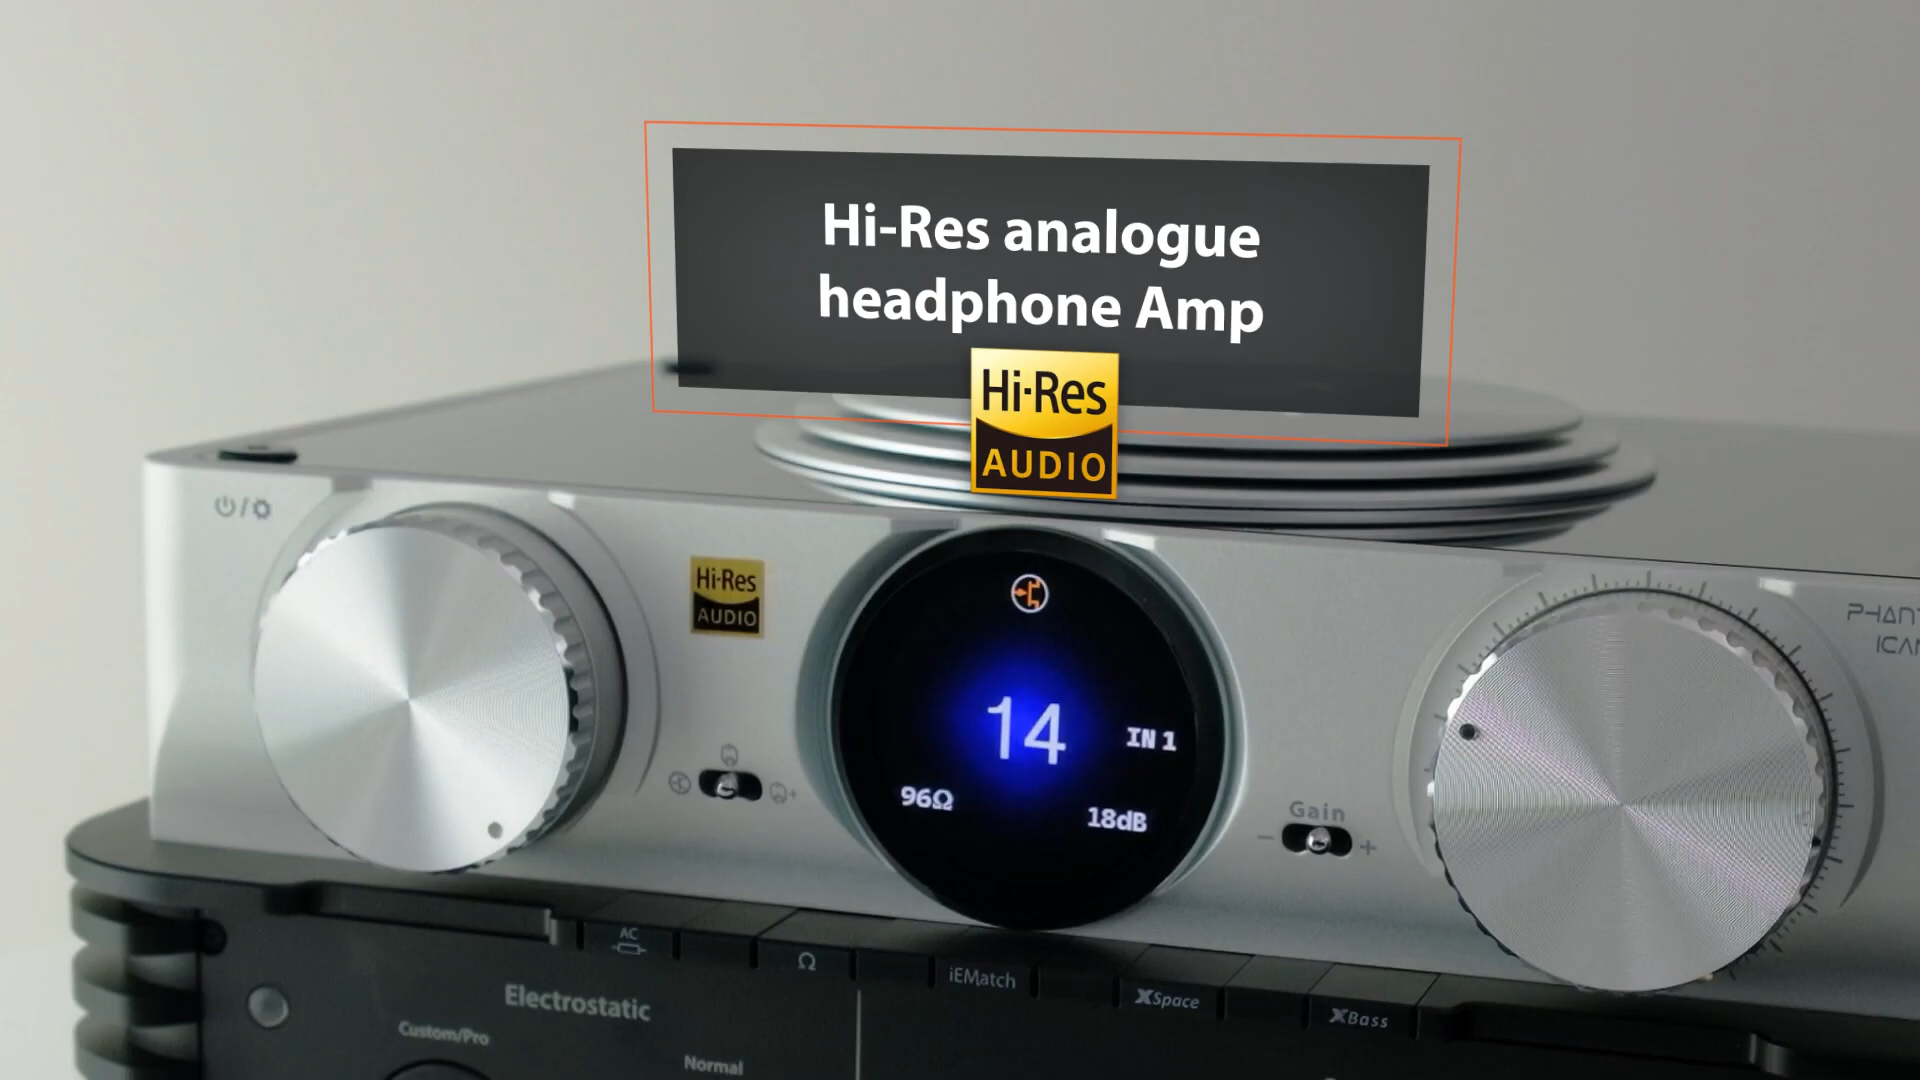 Hi-Res analogue
headphone Amp
Hi-Res
AUDIO
Hi-Res
AUDIO
14
IN 1
96Ω
18dB
Gain
- +
AC
Ω
iEMatch
XSpace
XBass
Electrostatic
Custom/Pro
Normal